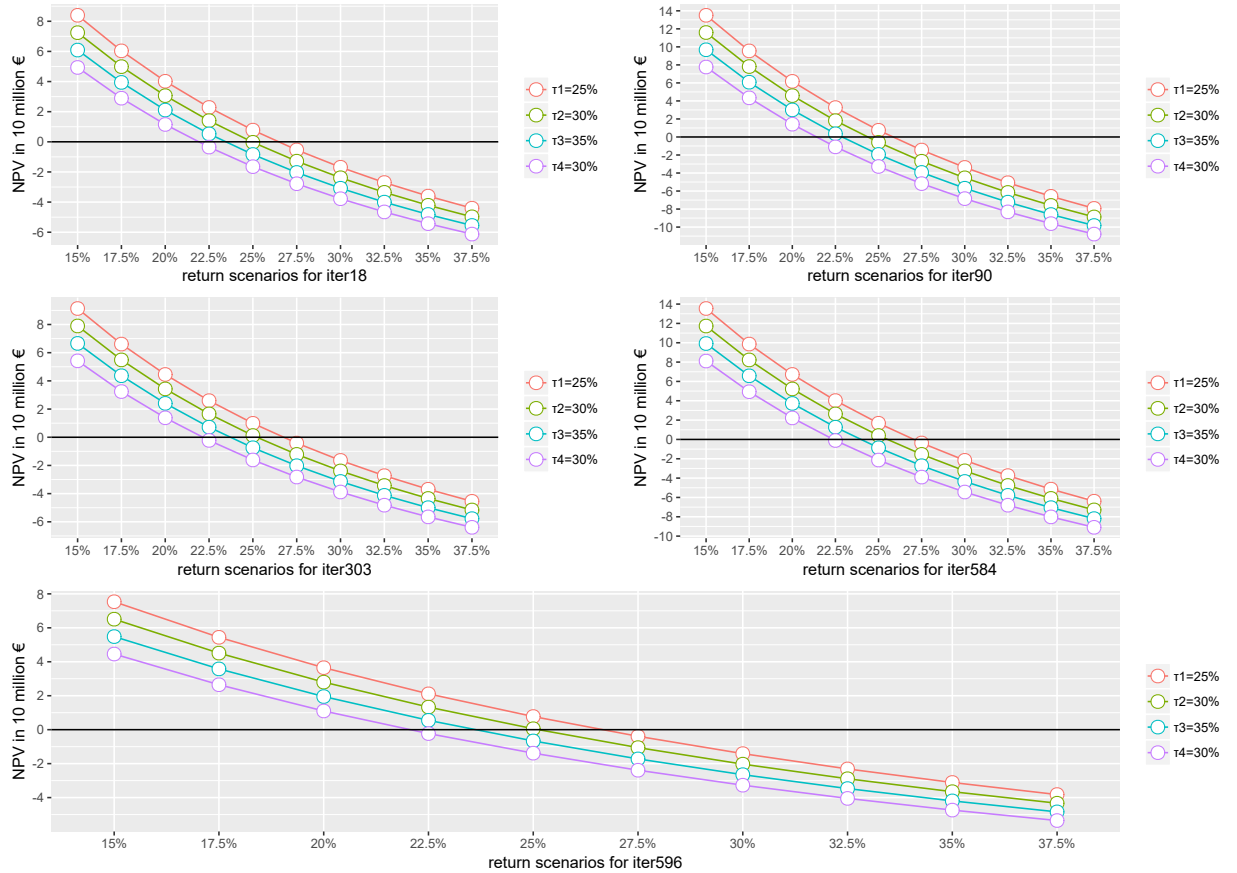 NPV in 10 million €
8
6
4
2
0
-2
-4
-6
15% 17.5% 20% 22.5% 25% 27.5% 30% 32.5% 35% 37.5%
return scenarios for iter18
τ1=25%
τ2=30%
τ3=35%
τ4=30%
NPV in 10 million €
14
12
10
8
6
4
2
0
-2
-4
-6
-8
-10
15% 17.5% 20% 22.5% 25% 27.5% 30% 32.5% 35% 37.5%
return scenarios for iter90
τ1=25%
τ2=30%
τ3=35%
τ4=30%
NPV in 10 million €
8
6
4
2
0
-2
-4
-6
15% 17.5% 20% 22.5% 25% 27.5% 30% 32.5% 35% 37.5%
return scenarios for iter303
τ1=25%
τ2=30%
τ3=35%
τ4=30%
NPV in 10 million €
14
12
10
8
6
4
2
0
-2
-4
-6
-8
-10
15% 17.5% 20% 22.5% 25% 27.5% 30% 32.5% 35% 37.5%
return scenarios for iter584
τ1=25%
τ2=30%
τ3=35%
τ4=30%
NPV in 10 million €
8
6
4
2
0
-2
-4
15% 17.5% 20% 22.5% 25% 27.5% 30% 32.5% 35% 37.5%
return scenarios for iter596
τ1=25%
τ2=30%
τ3=35%
τ4=30%